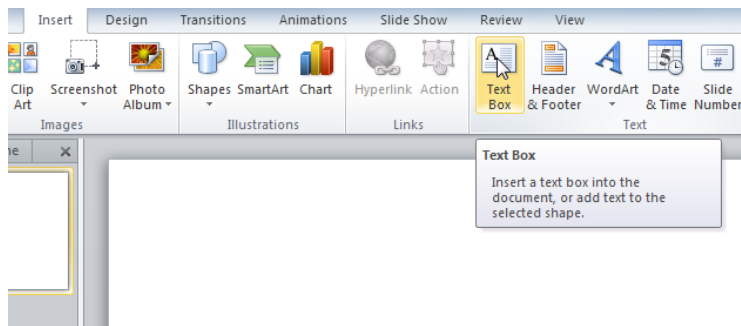 Insert Design Transitions Animations Slide Show Review View
Clip Art Screenshot Photo Album Shapes SmartArt Chart Hyperlink Action Text Box Header & Footer WordArt Date & Time Slide Number
Images Illustrations Links Text
Text Box
Insert a text box into the
document, or add text to the
selected shape.